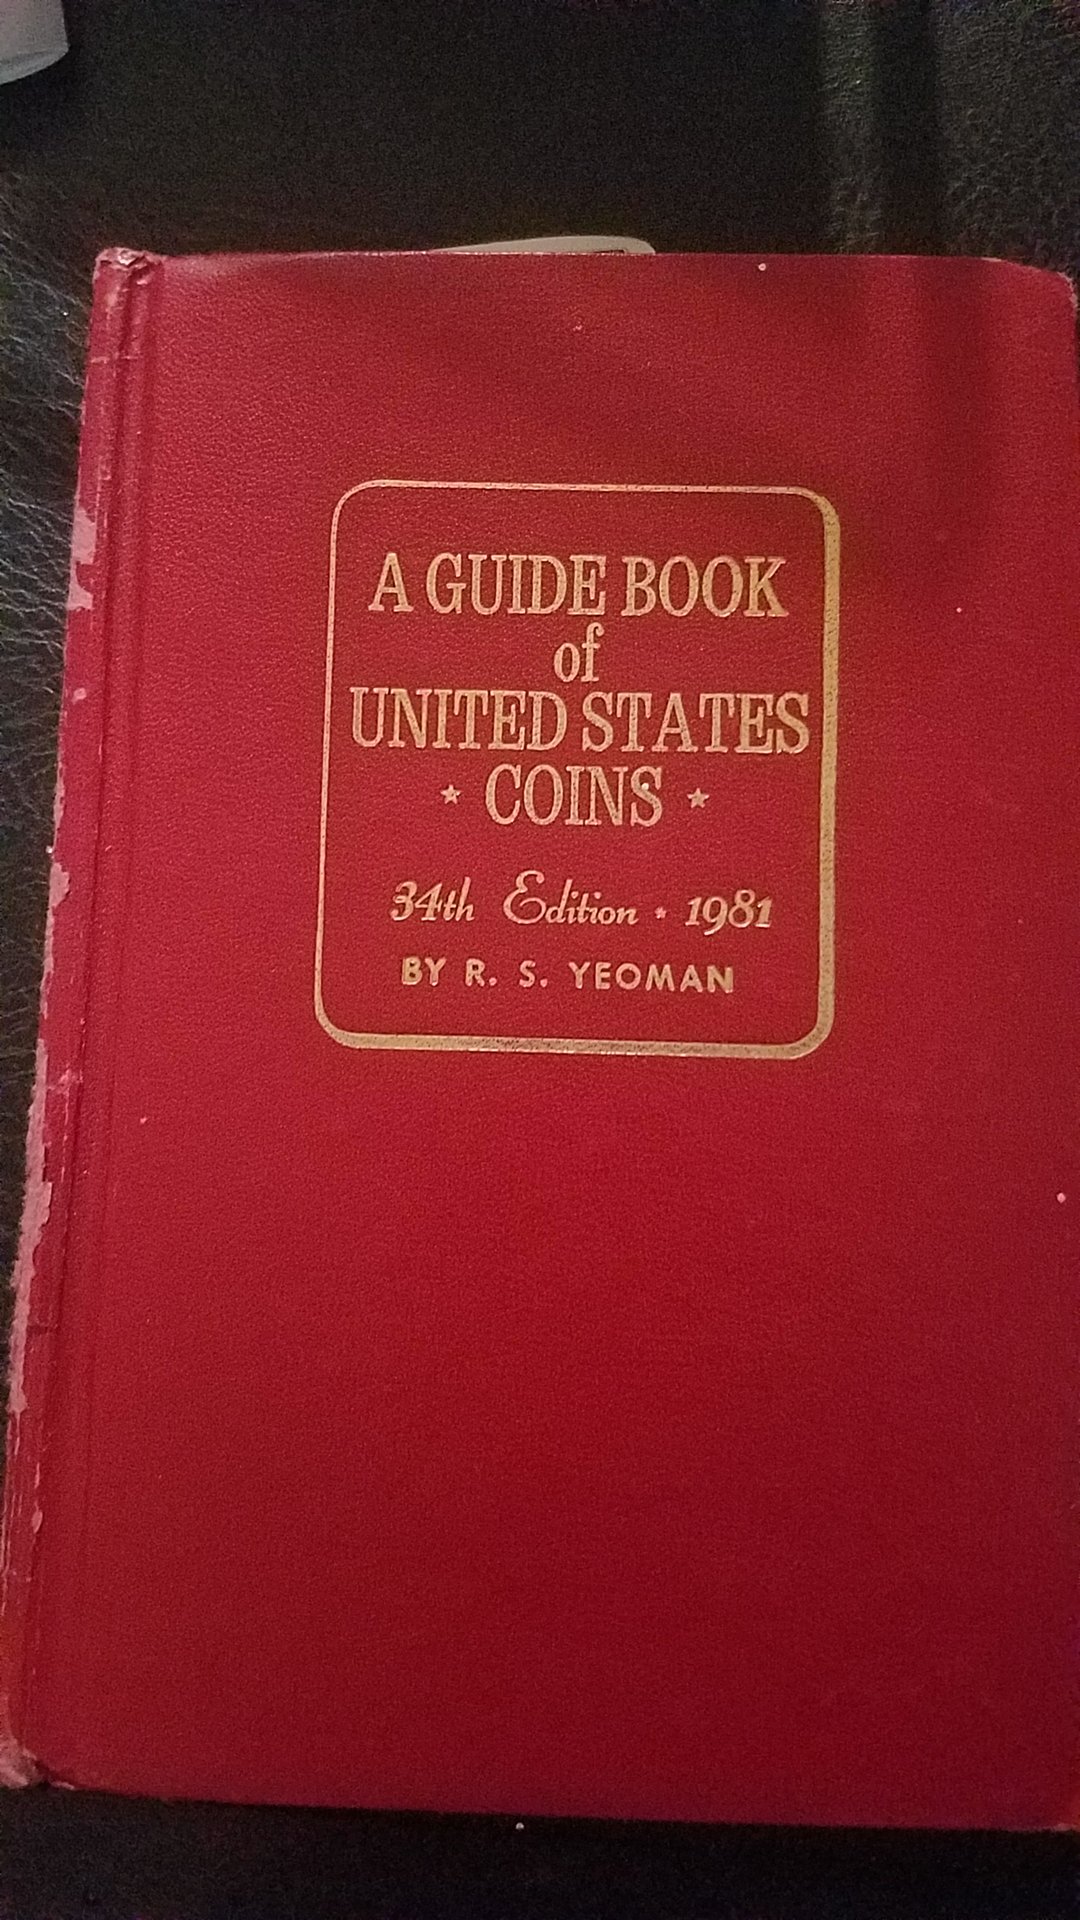 A GUIDE BOOK
of
UNITED STATES
★ COINS ★
34th Edition ★ 1981
BY R. S. YEOMAN